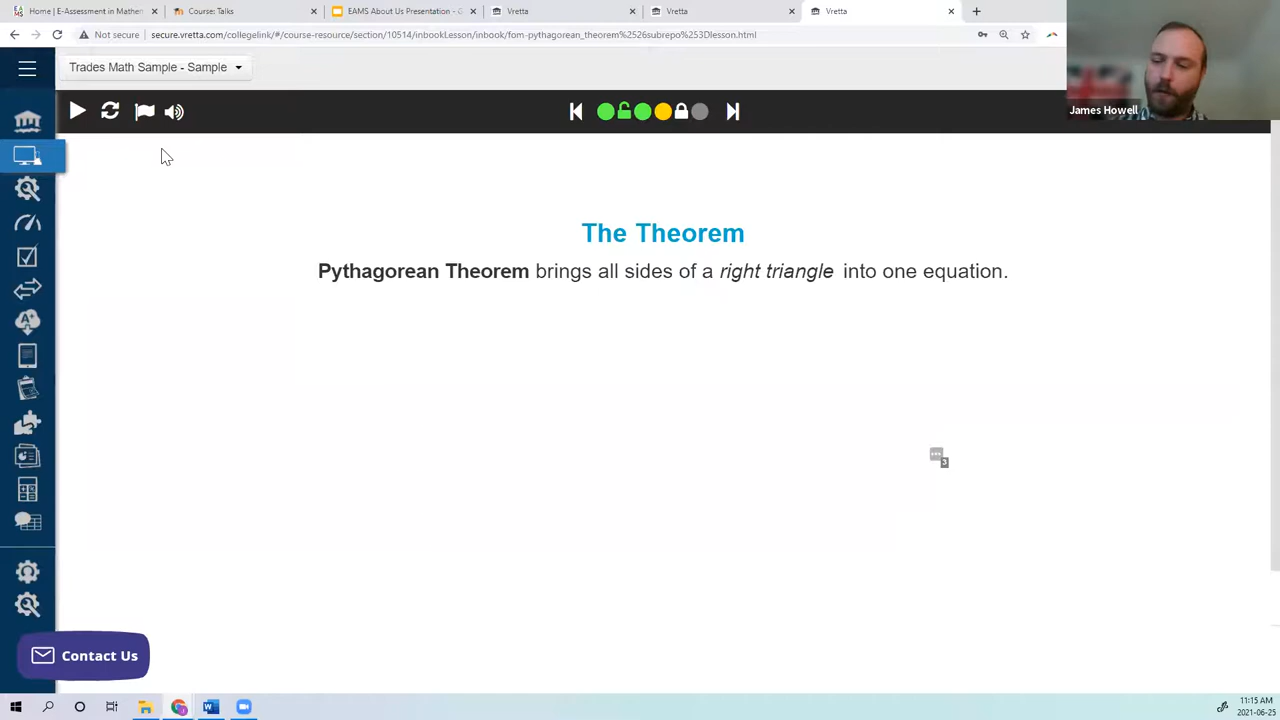 Home | E-Assessment in Mathem
Course: Talks
EAMS About Us Presentation - G
Vretta
Vretta
Vretta
Not secure
secure.vretta.com/collegelink/#/course-resource/section/10514/inbookLesson/inbook/fom-pythagorean_theorem%2526subrepo%253Dlesson.html
Trades Math Sample - Sample
James Howell
The Theorem
Pythagorean Theorem brings all sides of a right triangle into one equation.
3
Contact Us
11:15 AM
2021-06-25